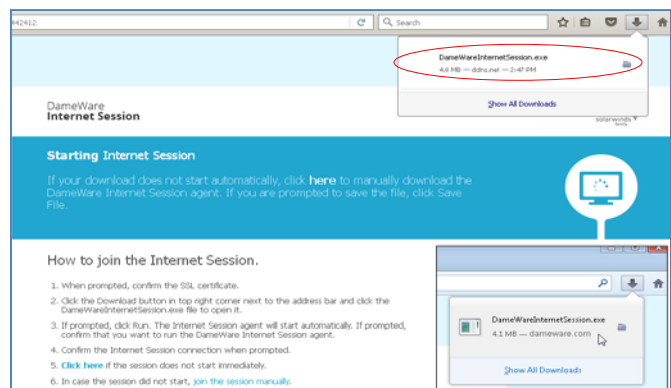 442412
Search
DameWareInternetSession.exe
4.8 MB — ddns.net — 2:47 PM
Show All Downloads
DameWare
Internet Session
solarwinds
Starting Internet Session
If your download does not start automatically, click here to manually download the
DameWare Internet Session agent. If you are prompted to save the file, click Save
File.
How to join the Internet Session.
1. When prompted, confirm the SSL certificate.
2. Click the Download button in top right corner next to the address bar and click the
DameWareInternetSession.exe file to open it.
3. If prompted, click Run. The Internet Session agent will start automatically. If prompted,
confirm that you want to run the DameWare Internet Session agent.
4. Confirm the Internet Session connection when prompted.
5. Click here if the session does not start immediately.
6. In case the session did not start, join the session manually.
DameWareInternetSession.exe
4.1 MB — dameware.com
Show All Downloads